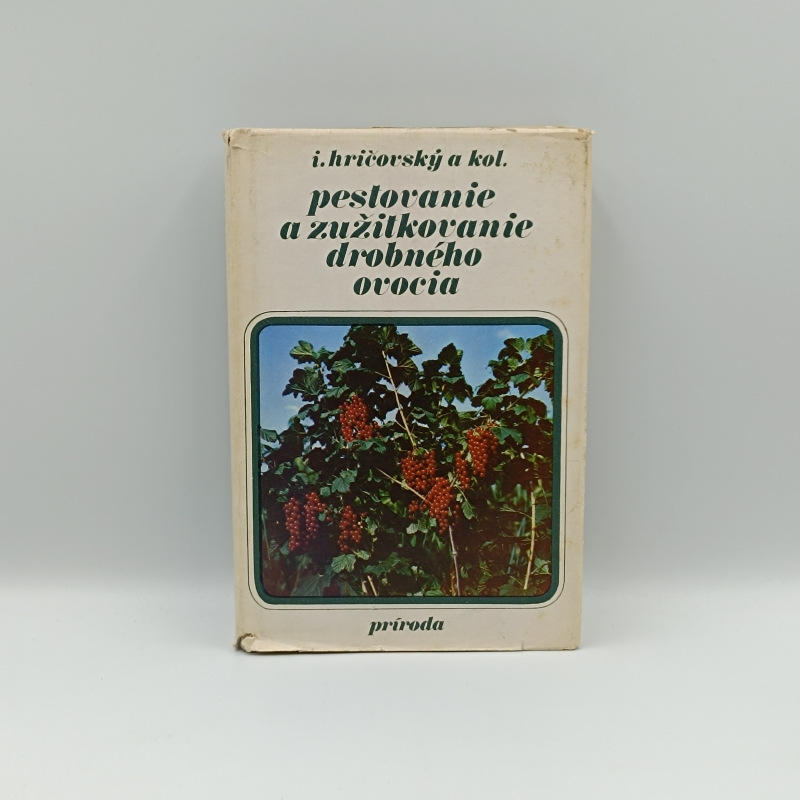 i. hričovský a kol.
pestovanie
a zužitkovanie
drobného
ovocia
príroda